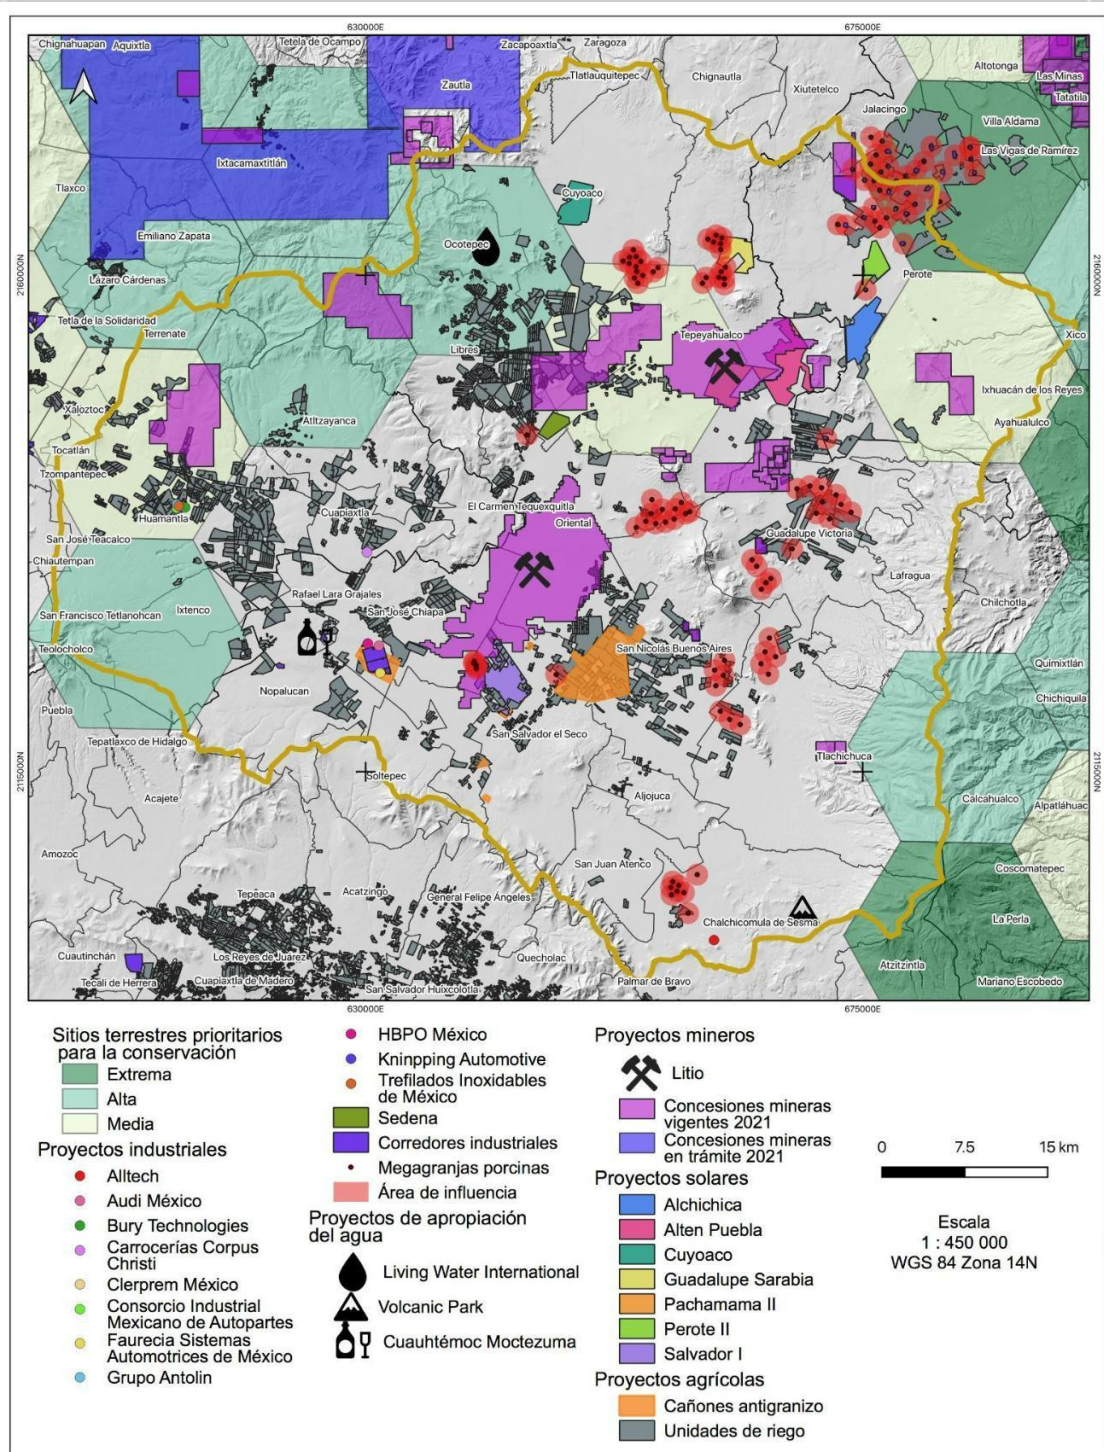 630000E
675000E
Chignahuapan
Aquixtla
Tetela de Ocampo
Zacapoaxtla
Zaragoza
Tlatlauquitepec
Chignautla
Xiutetelco
Altotonga
Las Minas
Tatatila
Zautla
Jalacingo
Villa Aldama
Las Vigas de Ramírez
Ixtacamaxtitlán
Tlaxco
Cuyoaco
Emiliano Zapata
Ocotepec
Lázaro Cárdenas
Perote
2160000N
2160000N
Tetla de la Solidaridad
Terrenate
Tepeyahualco
Xico
Libres
Ixhuacán de los Reyes
Xaloztoc
Atltzayanca
Ayahualulco
Tocatlán
Tzompantepec
Huamantla
Cuapiaxtla
El Carmen Tequexquitla
Oriental
San José Teacalco
Guadalupe Victoria
Chiautempan
Lafragua
Rafael Lara Grajales
Chilchotla
San Francisco Tetlanohcan
Ixtenco
San José Chiapa
Teolocholco
San Nicolás Buenos Aires
Quimixtlán
Nopalucan
Chichiquila
Puebla
San Salvador el Seco
Tepatlaxco de Hidalgo
Tlachichuca
2115000N
2115000N
Soltepec
Acajete
Aljojuca
Calcahualco
Alpatláhuac
Amozoc
San Juan Atenco
Coscomatepec
Tepeaca
Acatzingo
General Felipe Ángeles
Chalchicomula de Sesma
La Perla
Cuautinchán
Los Reyes de Juárez
Quecholac
Atzitzintla
Tecali de Herrera
Cuapiaxtla de Madero
San Salvador Huixcolotla
Palmar de Bravo
Mariano Escobedo
630000E
675000E
Sitios terrestres prioritarios
para la conservación
Extrema
Alta
Media
Proyectos industriales
Alltech
Audi México
Bury Technologies
Carrocerías Corpus
Christi
Clerprem México
Consorcio Industrial
Mexicano de Autopartes
Faurecia Sistemas
Automotrices de México
Grupo Antolin
HBPO México
Kninpping Automotive
Trefilados Inoxidables
de México
Sedena
Corredores industriales
Megagranjas porcinas
Área de influencia
Proyectos de apropiación
del agua
Living Water International
Volcanic Park
Cuauhtémoc Moctezuma
Proyectos mineros
Litio
Concesiones mineras
vigentes 2021
Concesiones mineras
en trámite 2021
Proyectos solares
Alchichica
Alten Puebla
Cuyoaco
Guadalupe Sarabia
Pachamama II
Perote II
Salvador I
Proyectos agrícolas
Cañones antigranizo
Unidades de riego
0 7.5 15 km
Escala
1 : 450 000
WGS 84 Zona 14N